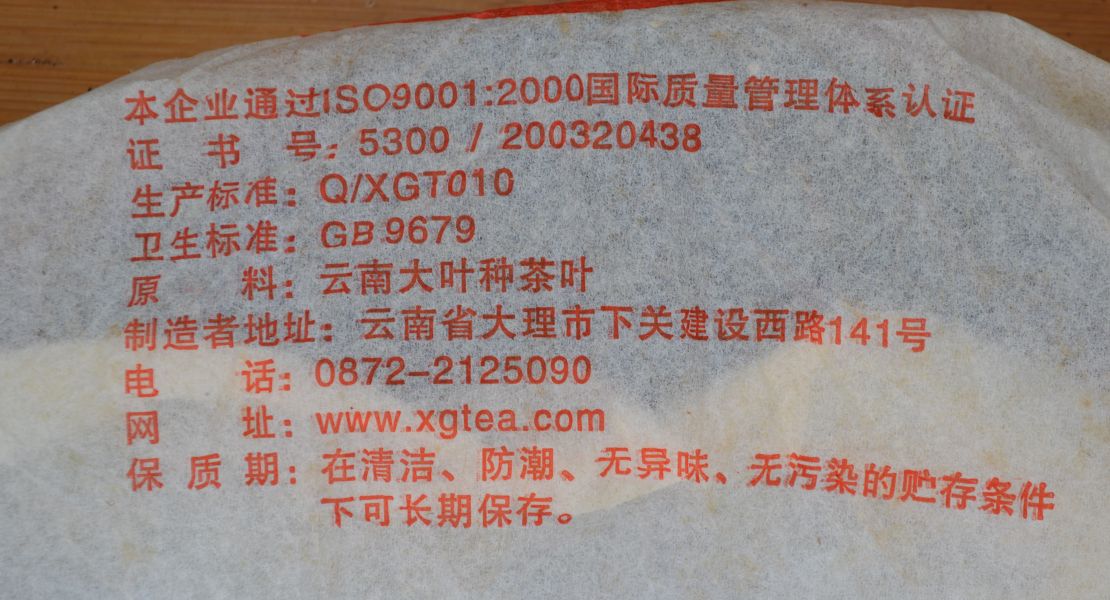 本企业通过ISO9001:2000国际质量管理体系认证
证书号：5300 / 200320438
生产标准：Q/XGT010
卫生标准：GB 9679
原料：云南大叶种茶叶
制造者地址：云南省大理市下关建设西路141号
电话：0872-2125090
网址：www.xgtea.com
保质期：在清洁、防潮、无异味、无污染的贮存条件
下可长期保存。